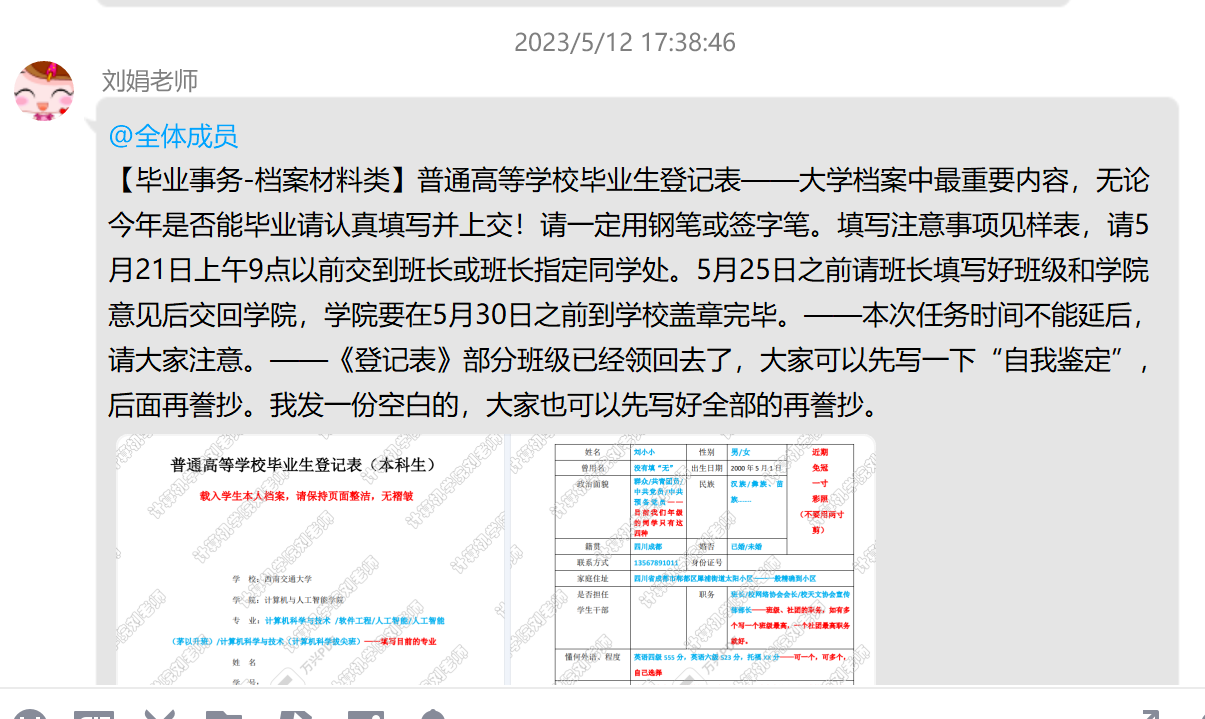 2023/5/12 17:38:46
刘娟老师
@全体成员
【毕业事务-档案材料类】普通高等学校毕业生登记表——大学档案中最重要内容，无论
今年是否能毕业请认真填写并上交！请一定用钢笔或签字笔。填写注意事项见样表，请5
月21日上午9点以前交到班长或班长指定同学处。5月25日之前请班长填写好班级和学院
意见后交回学院，学院要在5月30日之前到学校盖章完毕。——本次任务时间不能延后，
请大家注意。——《登记表》部分班级已经领回去了，大家可以先写一下“自我鉴定”，
后面再誊抄。我发一份空白的，大家也可以先写好全部的再誊抄。
普通高等学校毕业生登记表（本科生）
载入学生本人档案，请保持页面整洁，无褶皱
学 校：西南交通大学
学 院：计算机与人工智能学院
专 业：计算机科学与技术 /软件工程/人工智能/人工智能
（茅以升班）/计算机科学与技术（计算机科学拔尖班）——填写目前的专业
姓 名
学 号：
姓名 刘小小 性别 男/女 近期
免冠
一寸
彩照
（不要用两寸
剪）
曾用名 没有填“无” 出生日期 2000 年 5 月 1 日
政治面貌 群众/共青团员/
中共党员/中共
预备党员——
目前我们年级
的同学只有这
四种
民族 汉族/彝族、苗
族……
籍贯 四川成都 婚否 已婚/未婚
联系方式 13567891011 身份证号
家庭住址 四川省成都市郫都区犀浦街道太阳小区——一般精确到小区
是否担任
学生干部
职务 班长/校网络协会会长/校天文协会宣传
部部长——班级、社团的职务，如有多
个写一个班级最高，一个社团最高职务
就好。
懂何外语，程度 英语四级 555 分，英语六级 523 分，托福 XX 分——可一个，可多个，
自己选择